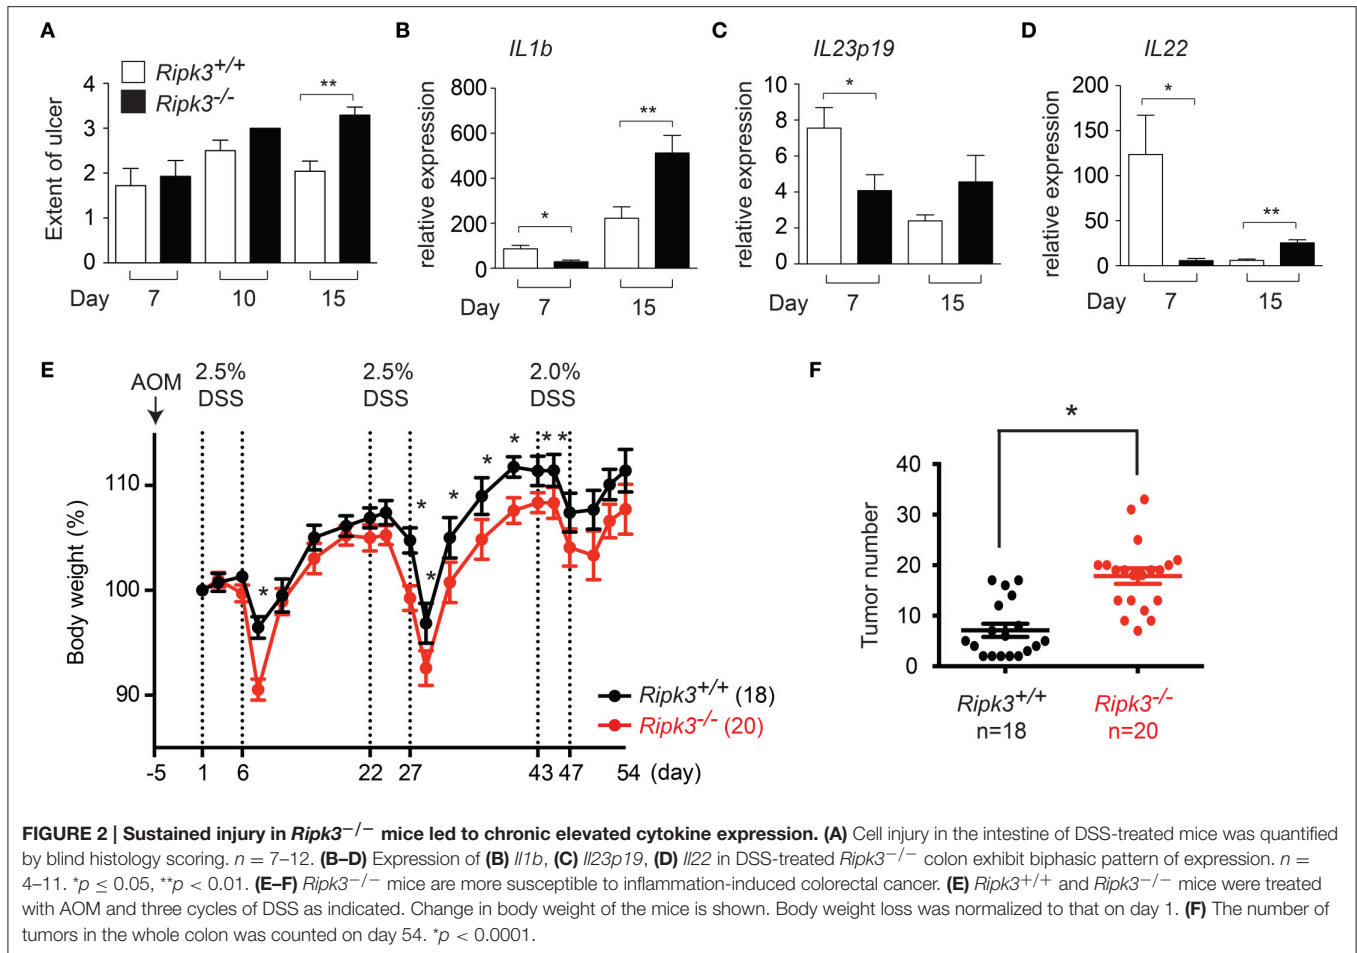 A
Ripk3+/+
Ripk3-/-
Extent of ulcer
4
3
2
1
0
**
Day 7 10 15
B
IL1b
relative expression
800
600
400
200
0
*
**
Day 7 15
C
IL23p19
relative expression
10
8
6
4
2
0
*
Day 7 15
D
IL22
relative expression
200
150
100
50
0
*
**
Day 7 15
E
AOM
2.5% DSS
2.5% DSS
2.0% DSS
Body weight (%)
110
100
90
* * * * * * * *
Ripk3+/+ (18)
Ripk3-/- (20)
-5 1 6 22 27 43 47 54 (day)
F
*
Tumor number
40
30
20
10
0
Ripk3+/+ Ripk3-/-
n=18 n=20
FIGURE 2 | Sustained injury in Ripk3−/− mice led to chronic elevated cytokine expression. (A) Cell injury in the intestine of DSS-treated mice was quantified
by blind histology scoring. n = 7–12. (B–D) Expression of (B) Il1b, (C) Il23p19, (D) Il22 in DSS-treated Ripk3−/− colon exhibit biphasic pattern of expression. n =
4–11. *p ≤ 0.05, **p < 0.01. (E–F) Ripk3−/− mice are more susceptible to inflammation-induced colorectal cancer. (E) Ripk3+/+ and Ripk3−/− mice were treated
with AOM and three cycles of DSS as indicated. Change in body weight of the mice is shown. Body weight loss was normalized to that on day 1. (F) The number of
tumors in the whole colon was counted on day 54. *p < 0.0001.